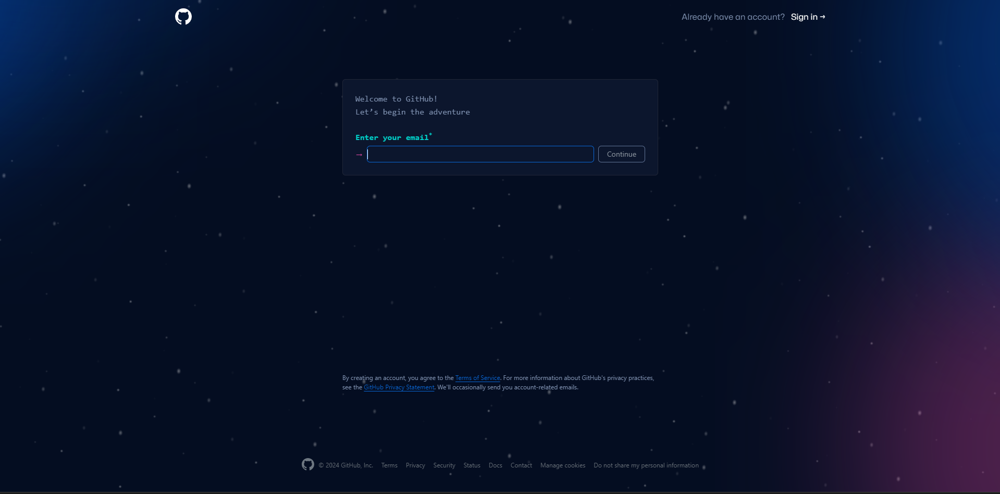 Already have an account? Sign in →
Welcome to GitHub!
Let’s begin the adventure
Enter your email*
→
Continue
By creating an account, you agree to the Terms of Service. For more information about GitHub's privacy practices,
see the GitHub Privacy Statement. We'll occasionally send you account-related emails.
© 2024 GitHub, Inc. Terms Privacy Security Status Docs Contact Manage cookies Do not share my personal information